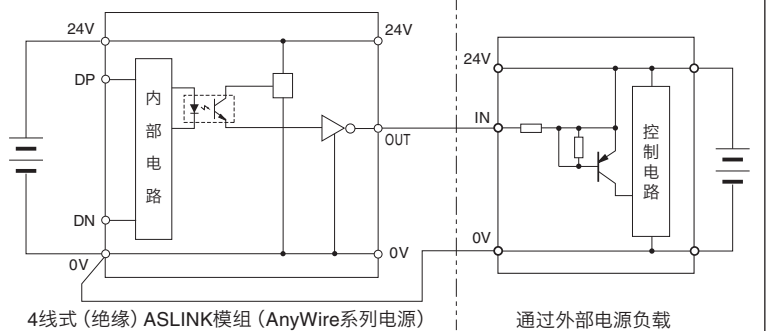 24V
24V
DP
内部电路
OUT
DN
0V
0V
24V
IN
控制电路
0V
4线式（绝缘）ASLINK模组（AnyWire系列电源）
通过外部电源负载